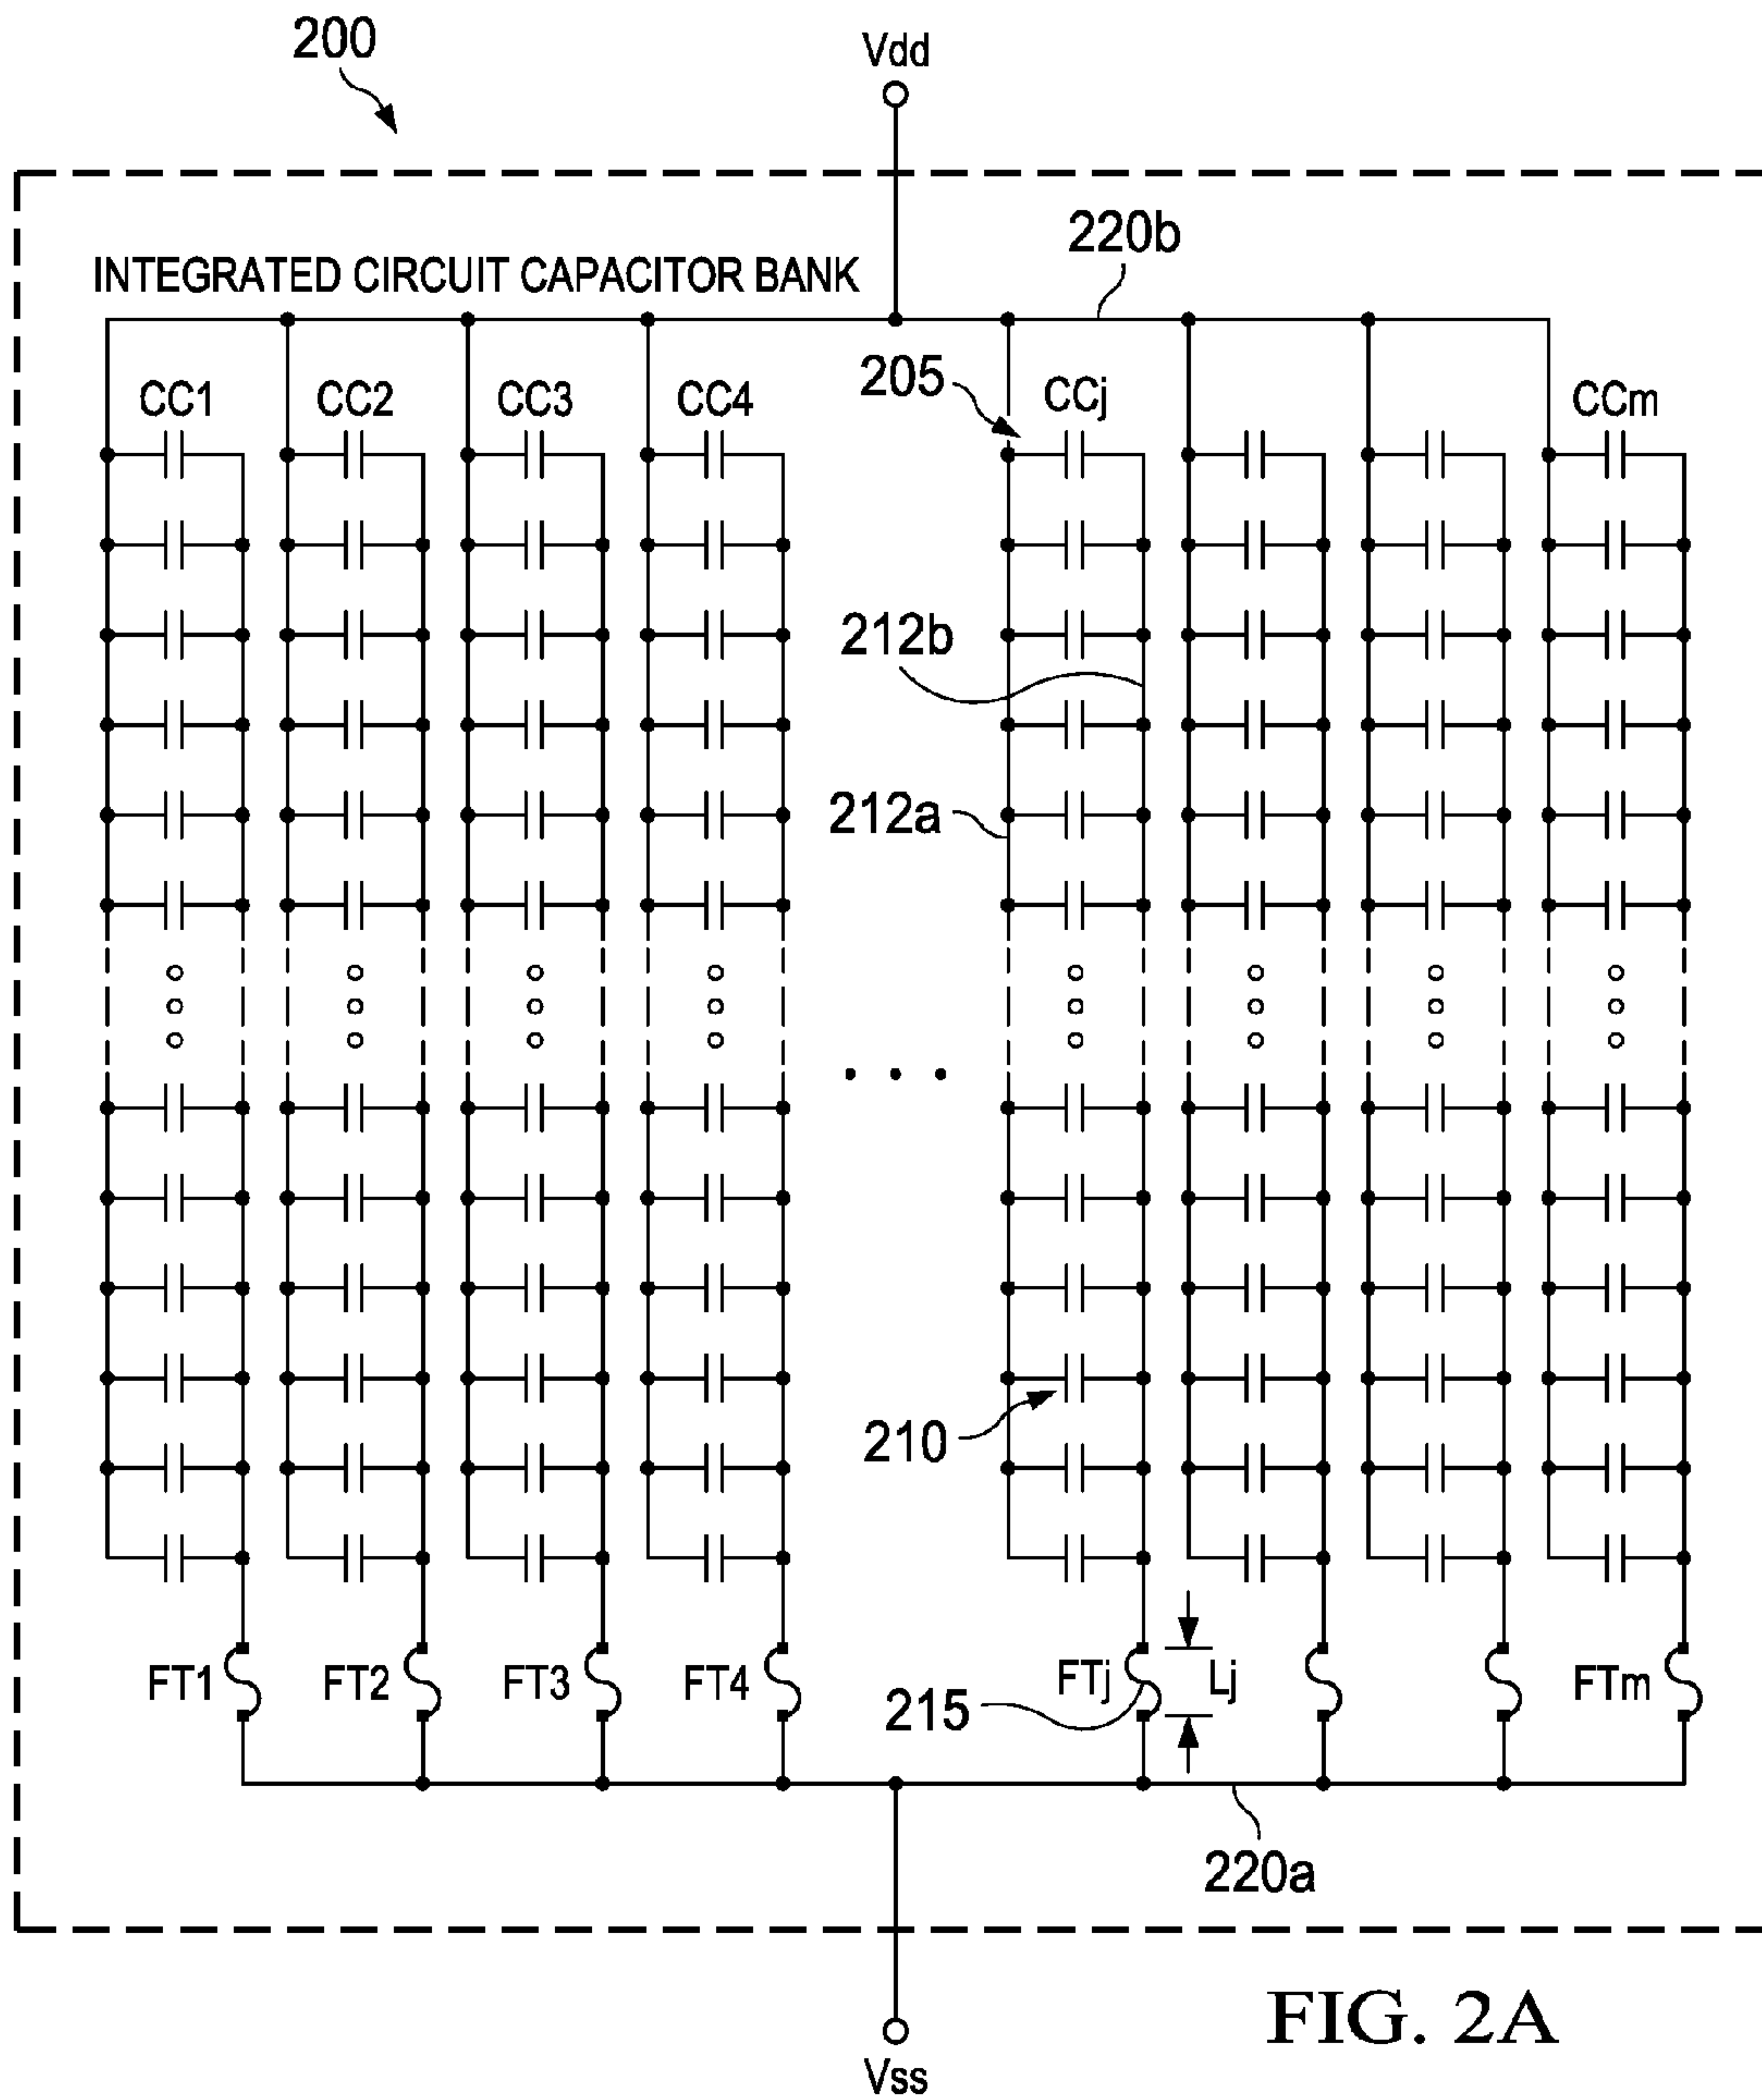 200
Vdd
INTEGRATED CIRCUIT CAPACITOR BANK
220b
205
CC1 CC2 CC3 CC4 CCj CCm
212b
212a
210
FT1 FT2 FT3 FT4 FTj Lj FTm
215
220a
Vss
FIG. 2A